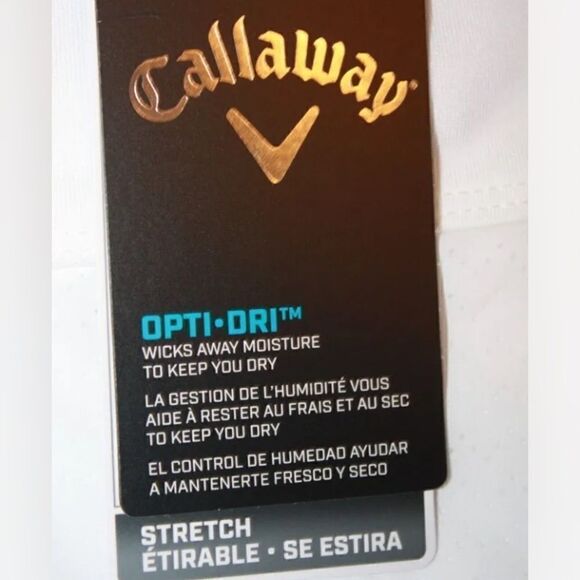 Callaway
OPTI•DRI™
WICKS AWAY MOISTURE
TO KEEP YOU DRY
LA GESTION DE L'HUMIDITÉ VOUS
AIDE À RESTER AU FRAIS ET AU SEC
TO KEEP YOU DRY
EL CONTROL DE HUMEDAD AYUDAR
A MANTENERTE FRESCO Y SECO
STRETCH
ÉTIRABLE • SE ESTIRA